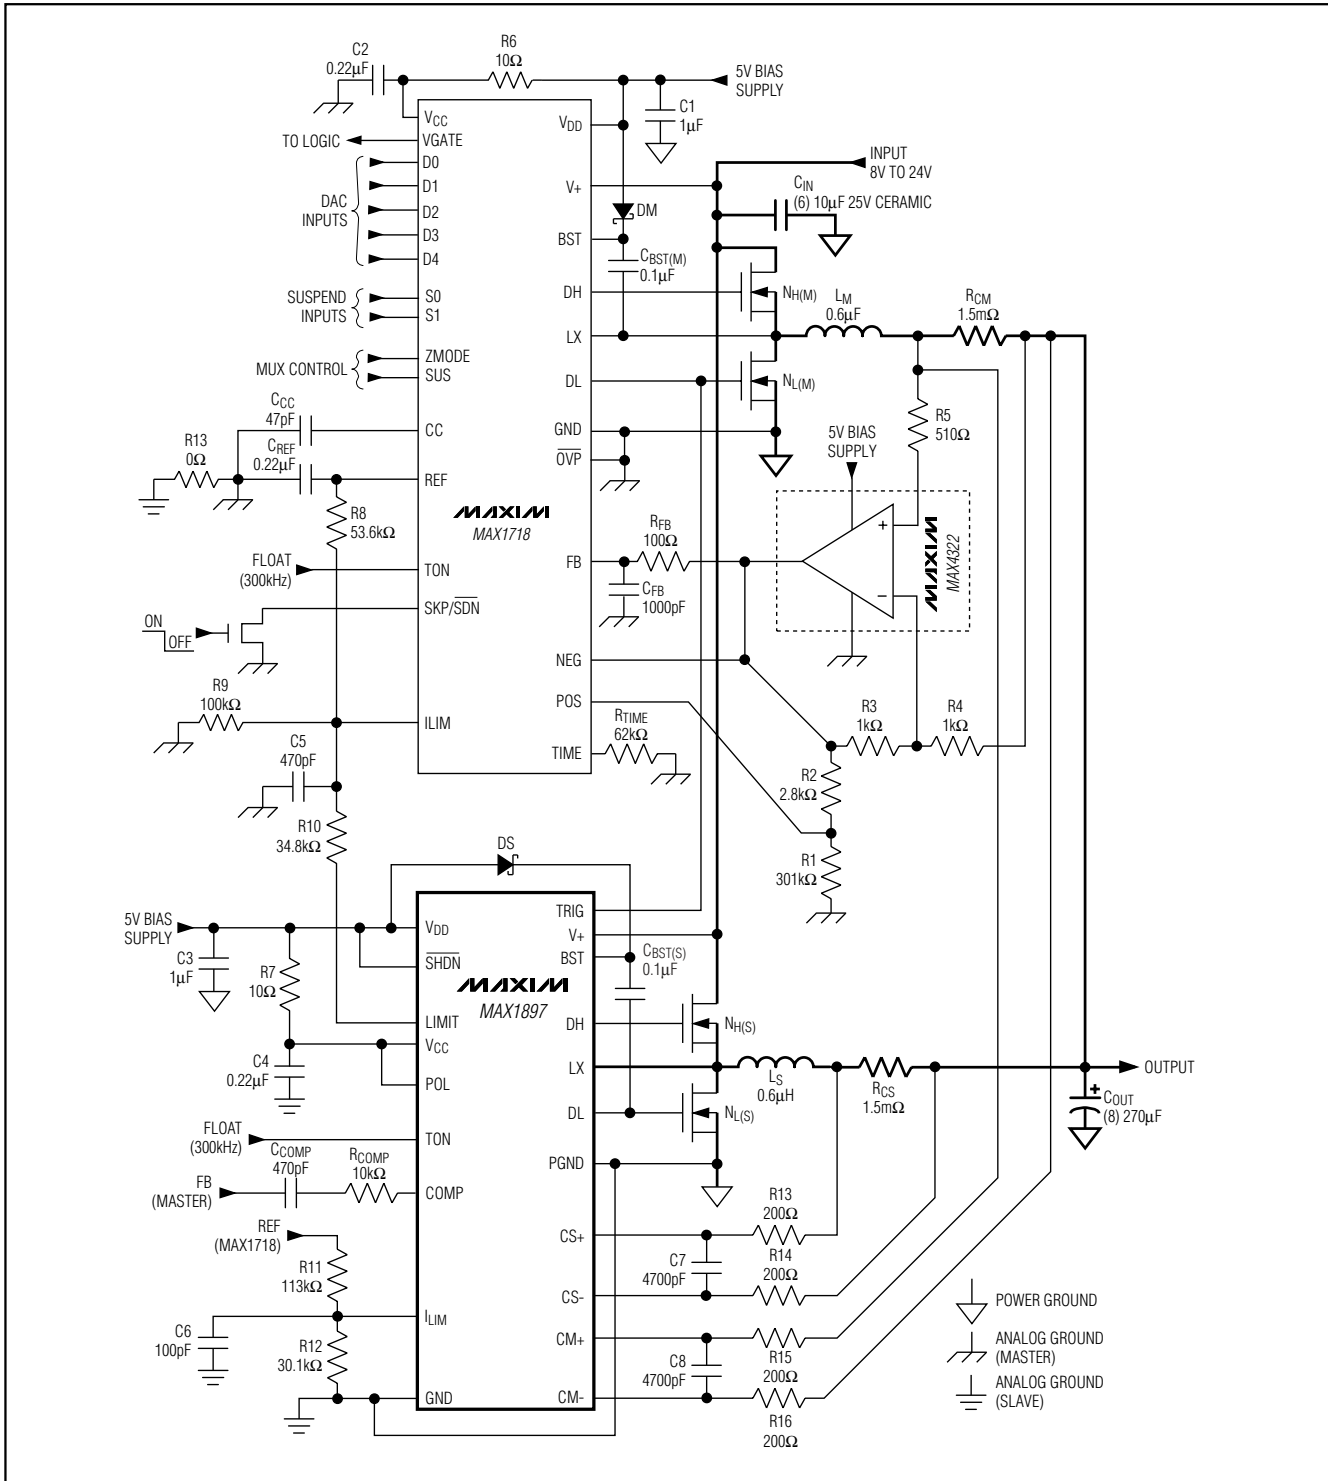 C2
0.22µF
R6
10Ω
5V BIAS
SUPPLY
C1
1µF
VCC
VDD
TO LOGIC
VGATE
D0
D1
D2
D3
D4
DAC
INPUTS
V+
INPUT
8V TO 24V
CIN
(6) 10µF 25V CERAMIC
DM
BST
CBST(M)
0.1µF
SUSPEND
INPUTS
S0
S1
DH
NH(M)
LM
0.6µF
RCM
1.5mΩ
LX
MUX CONTROL
ZMODE
SUS
DL
NL(M)
CCC
47pF
CC
GND
OVP
R5
510Ω
5V BIAS
SUPPLY
R13
0Ω
CREF
0.22µF
REF
R8
53.6kΩ
MAXIM
MAX1718
RFB
100Ω
FB
CFB
1000pF
+
−
MAXIM
MAX4322
FLOAT
(300kHz)
TON
ON
OFF
SKP/SDN
NEG
POS
R9
100kΩ
ILIM
RTIME
62kΩ
TIME
R3
1kΩ
R4
1kΩ
C5
470pF
R2
2.8kΩ
R10
34.8kΩ
DS
R1
301kΩ
5V BIAS
SUPPLY
VDD
TRIG
V+
C3
1µF
R7
10Ω
SHDN
BST
CBST(S)
0.1µF
MAXIM
MAX1897
LIMIT
DH
NH(S)
VCC
C4
0.22µF
POL
LX
LS
0.6µH
RCS
1.5mΩ
OUTPUT
DL
NL(S)
+
COUT
(8) 270µF
FLOAT
(300kHz)
TON
PGND
CCOMP
470pF
RCOMP
10kΩ
FB
(MASTER)
COMP
REF
(MAX1718)
R11
113kΩ
CS+
R13
200Ω
C7
4700pF
R14
200Ω
CS-
ILIM
C6
100pF
R12
30.1kΩ
CM+
R15
200Ω
C8
4700pF
GND
CM-
R16
200Ω
POWER GROUND
ANALOG GROUND
(MASTER)
ANALOG GROUND
(SLAVE)